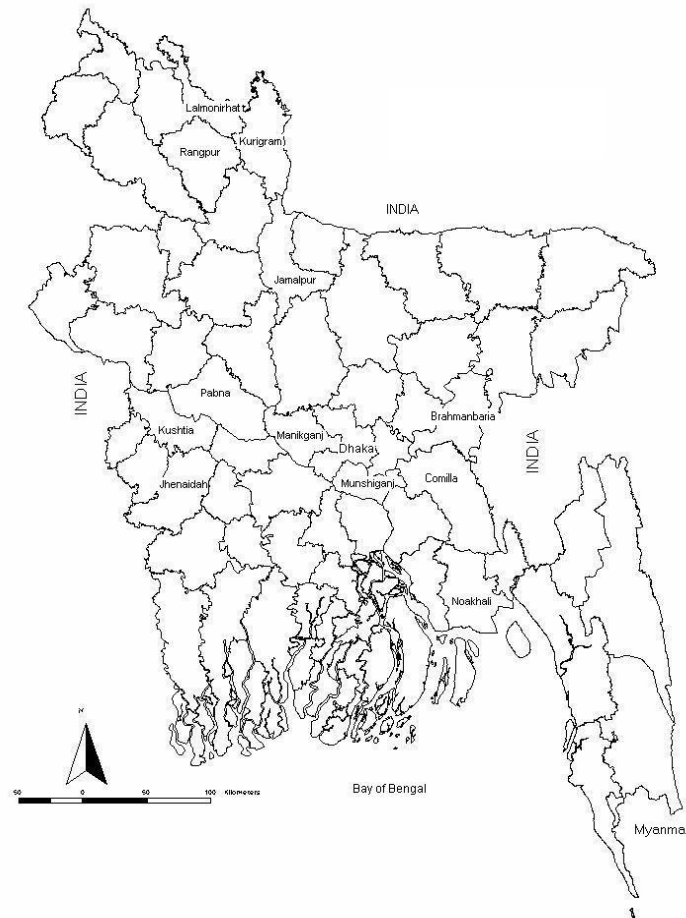 Lalmonirhat
Kurigram
Rangpur
INDIA
Jamalpur
INDIA
Pabna
Brahmanbaria
Kushtia
Manikganj
Dhaka
INDIA
Comilla
Jhenaidah
Munshiganj
Noakhali
N
50 0 50 100 Kilometers
Bay of Bengal
Myanma